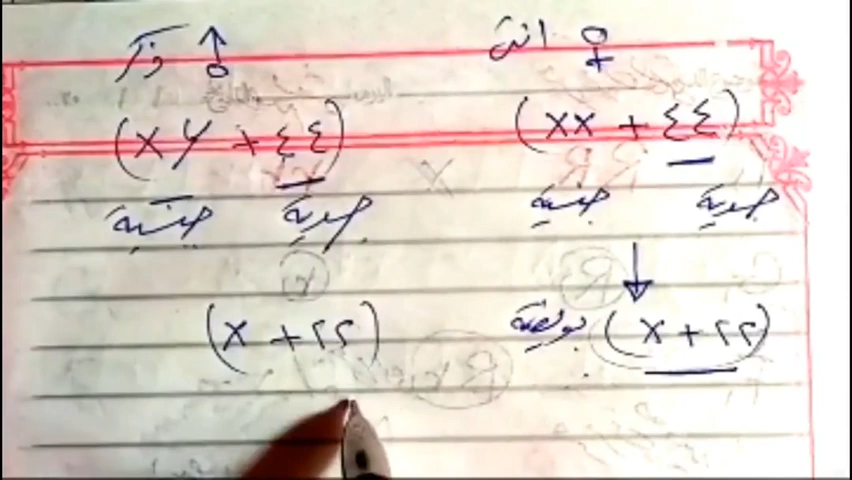 انثى ♀ ذكر ♂
(٤٤ + XX) (٤٤ + XY)
جسدية جنسية جسدية جنسية
(٢٢ + X) بويضة (٢٢ + X)